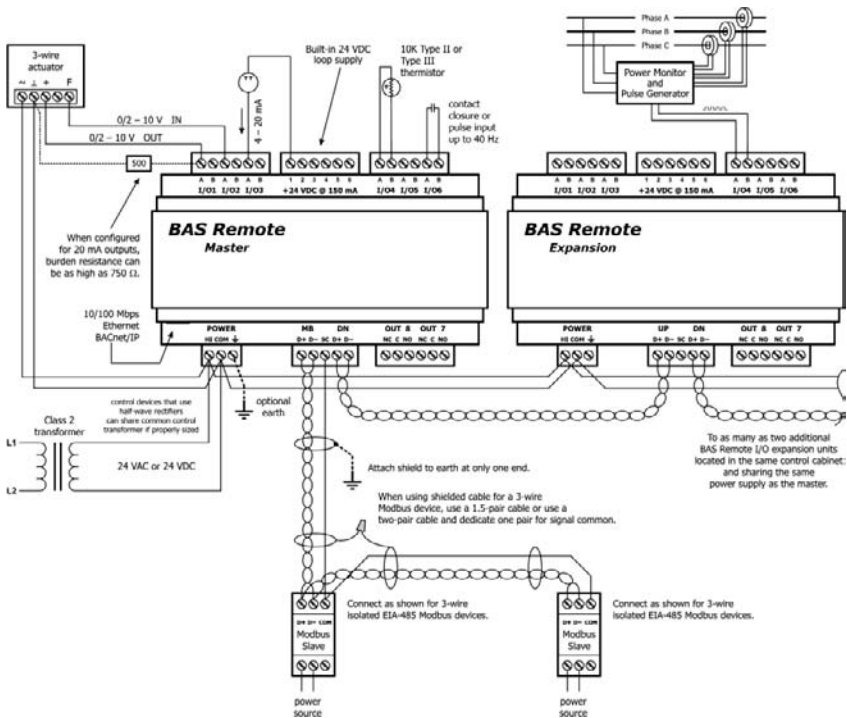 3-wire
actuator
~ ⊥ + F
0/2 – 10 V IN
0/2 – 10 V OUT
500
4 – 20 mA
Built-in 24 VDC
loop supply
10K Type II or
Type III
thermistor
contact
closure or
pulse input
up to 40 Hz
Phase A
Phase B
Phase C
Power Monitor
and
Pulse Generator
A B A B A B
I/O1 I/O2 I/O3
1 2 3 4 5 6
+24 VDC @ 150 mA
A B A B A B
I/O4 I/O5 I/O6
BAS Remote
Master
When configured
for 20 mA outputs,
burden resistance can
be as high as 750 Ω.
10/100 Mbps
Ethernet
BACnet/IP
POWER
HI COM ⏚
MB DN
D+ D– SC D+ D–
OUT 8 OUT 7
NC C NO NC C NO
A B A B A B
I/O1 I/O2 I/O3
1 2 3 4 5 6
+24 VDC @ 150 mA
A B A B A B
I/O4 I/O5 I/O6
BAS Remote
Expansion
POWER
HI COM ⏚
UP DN
D+ D– D+ D–
OUT 8 OUT 7
NC C NO NC C NO
Class 2
transformer
L1
L2
control devices that use
half-wave rectifiers
can share common control
transformer if properly sized
24 VAC or 24 VDC
optional
earth
Attach shield to earth at only one end.
When using shielded cable for a 3-wire
Modbus device, use a 1.5-pair cable or use a
two-pair cable and dedicate one pair for signal common.
To as many as two additional
BAS Remote I/O expansion units
located in the same control cabinet
and sharing the same
power supply as the master.
D+ D– COM
Modbus
Slave
Connect as shown for 3-wire
isolated EIA-485 Modbus devices.
power
source
D+ D– COM
Modbus
Slave
Connect as shown for 3-wire
isolated EIA-485 Modbus devices.
power
source